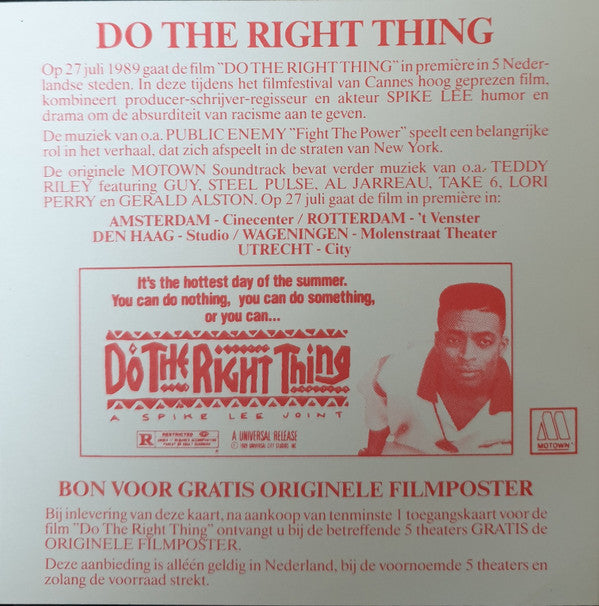 DO THE RIGHT THING
Op 27 juli 1989 gaat de film "DO THE RIGHT THING" in première in 5 Neder-
landse steden. In deze tijdens het filmfestival van Cannes hoog geprezen film,
kombineert producer-schrijver-regisseur en akteur SPIKE LEE humor en
drama om de absurditeit van racisme aan te geven.
De muziek van o.a. PUBLIC ENEMY "Fight The Power" speelt een belangrijke
rol in het verhaal, dat zich afspeelt in de straten van New York.
De originele MOTOWN Soundtrack bevat verder muziek van o.a. TEDDY
RILEY featuring GUY, STEEL PULSE, AL JARREAU, TAKE 6, LORI
PERRY en GERALD ALSTON. Op 27 juli gaat de film in première in:
AMSTERDAM - Cinecenter / ROTTERDAM - 't Venster
DEN HAAG - Studio / WAGENINGEN - Molenstraat Theater
UTRECHT - City
It's the hottest day of the summer.
You can do nothing, you can do something,
or you can...
DO THE RIGHT THING
A SPIKE LEE JOINT
R RESTRICTED
A UNIVERSAL RELEASE
© 1989 UNIVERSAL CITY STUDIOS, INC.
M
MOTOWN
BON VOOR GRATIS ORIGINELE FILMPOSTER
Bij inlevering van deze kaart, na aankoop van tenminste 1 toegangskaart voor de
film "Do The Right Thing" ontvangt u bij de betreffende 5 theaters GRATIS de
ORIGINELE FILMPOSTER.
Deze aanbieding is alléén geldig in Nederland, bij de voornoemde 5 theaters en
zolang de voorraad strekt.